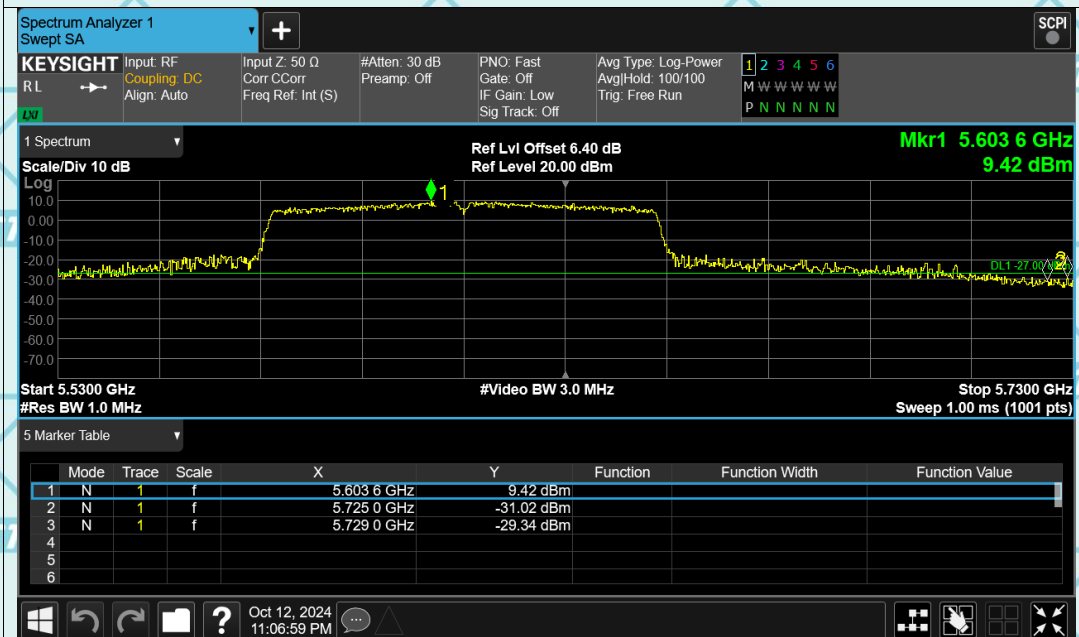 Spectrum Analyzer 1
Swept SA
SCPI
KEYSIGHT
R L
LXI
Input: RF
Coupling: DC
Align: Auto
Input Z: 50 Ω
Corr CCorr
Freq Ref: Int (S)
#Atten: 30 dB
Preamp: Off
PNO: Fast
Gate: Off
IF Gain: Low
Sig Track: Off
Avg Type: Log-Power
Avg|Hold: 100/100
Trig: Free Run
1 2 3 4 5 6
M W W W W W
P N N N N N
1 Spectrum
Ref Lvl Offset 6.40 dB
Mkr1 5.603 6 GHz
Scale/Div 10 dB
Ref Level 20.00 dBm
9.42 dBm
Log
1
10.0
0.00
-10.0
-20.0
-30.0
-40.0
-50.0
-60.0
-70.0
DL1 -27.00
Start 5.5300 GHz
#Video BW 3.0 MHz
Stop 5.7300 GHz
#Res BW 1.0 MHz
Sweep 1.00 ms (1001 pts)
5 Marker Table
Mode Trace Scale X Y Function Function Width Function Value
1 N 1 f 5.603 6 GHz 9.42 dBm
2 N 1 f 5.725 0 GHz -31.02 dBm
3 N 1 f 5.729 0 GHz -29.34 dBm
4
5
6
?
Oct 12, 2024
11:06:59 PM